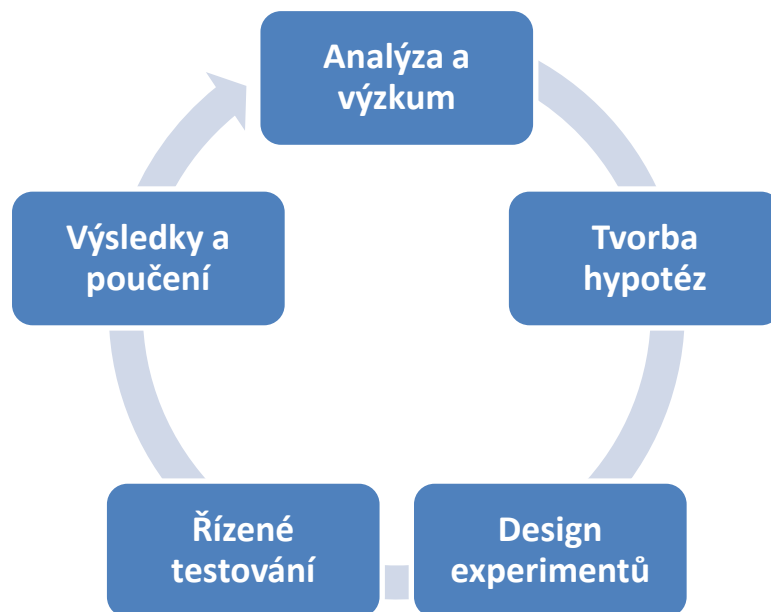 Analýza a
výzkum
Tvorba
hypotéz
Design
experimentů
Řízené
testování
Výsledky a
poučení